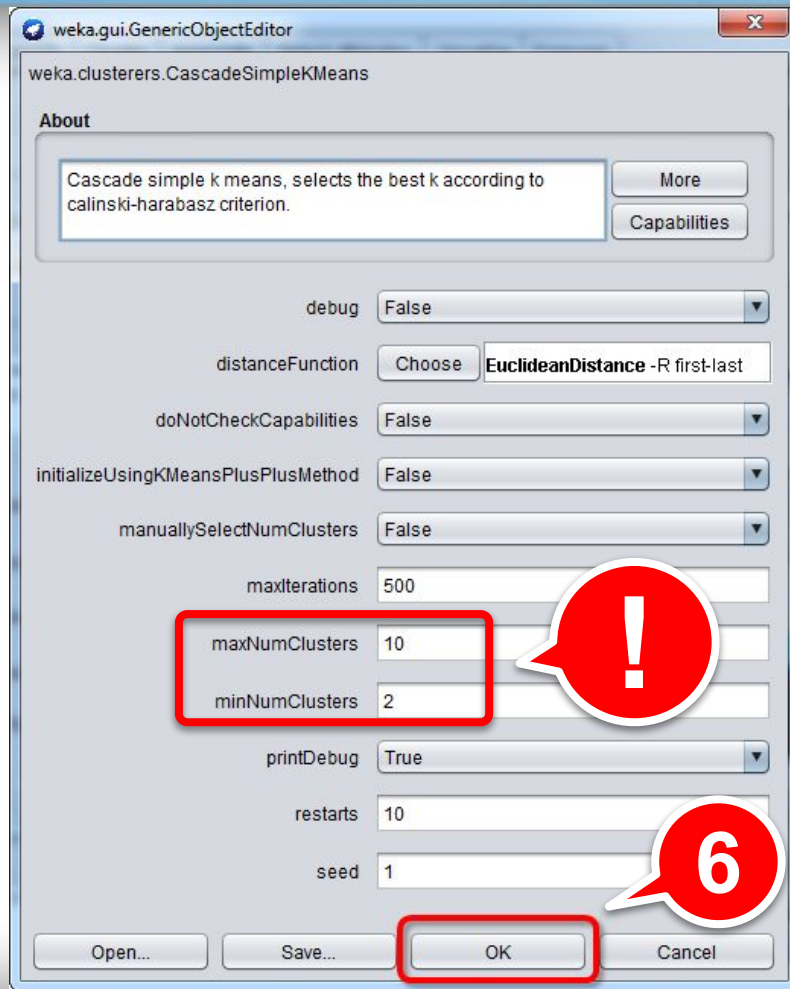 weka.gui.GenericObjectEditor
weka.clusterers.CascadeSimpleKMeans
About
Cascade simple k means, selects the best k according to
calinski-harabasz criterion.
More
Capabilities
debug False
distanceFunction Choose EuclideanDistance -R first-last
doNotCheckCapabilities False
initializeUsingKMeansPlusPlusMethod False
manuallySelectNumClusters False
maxIterations 500
maxNumClusters 10
!
minNumClusters 2
printDebug True
restarts 10
seed 1
6
Open... Save... OK Cancel